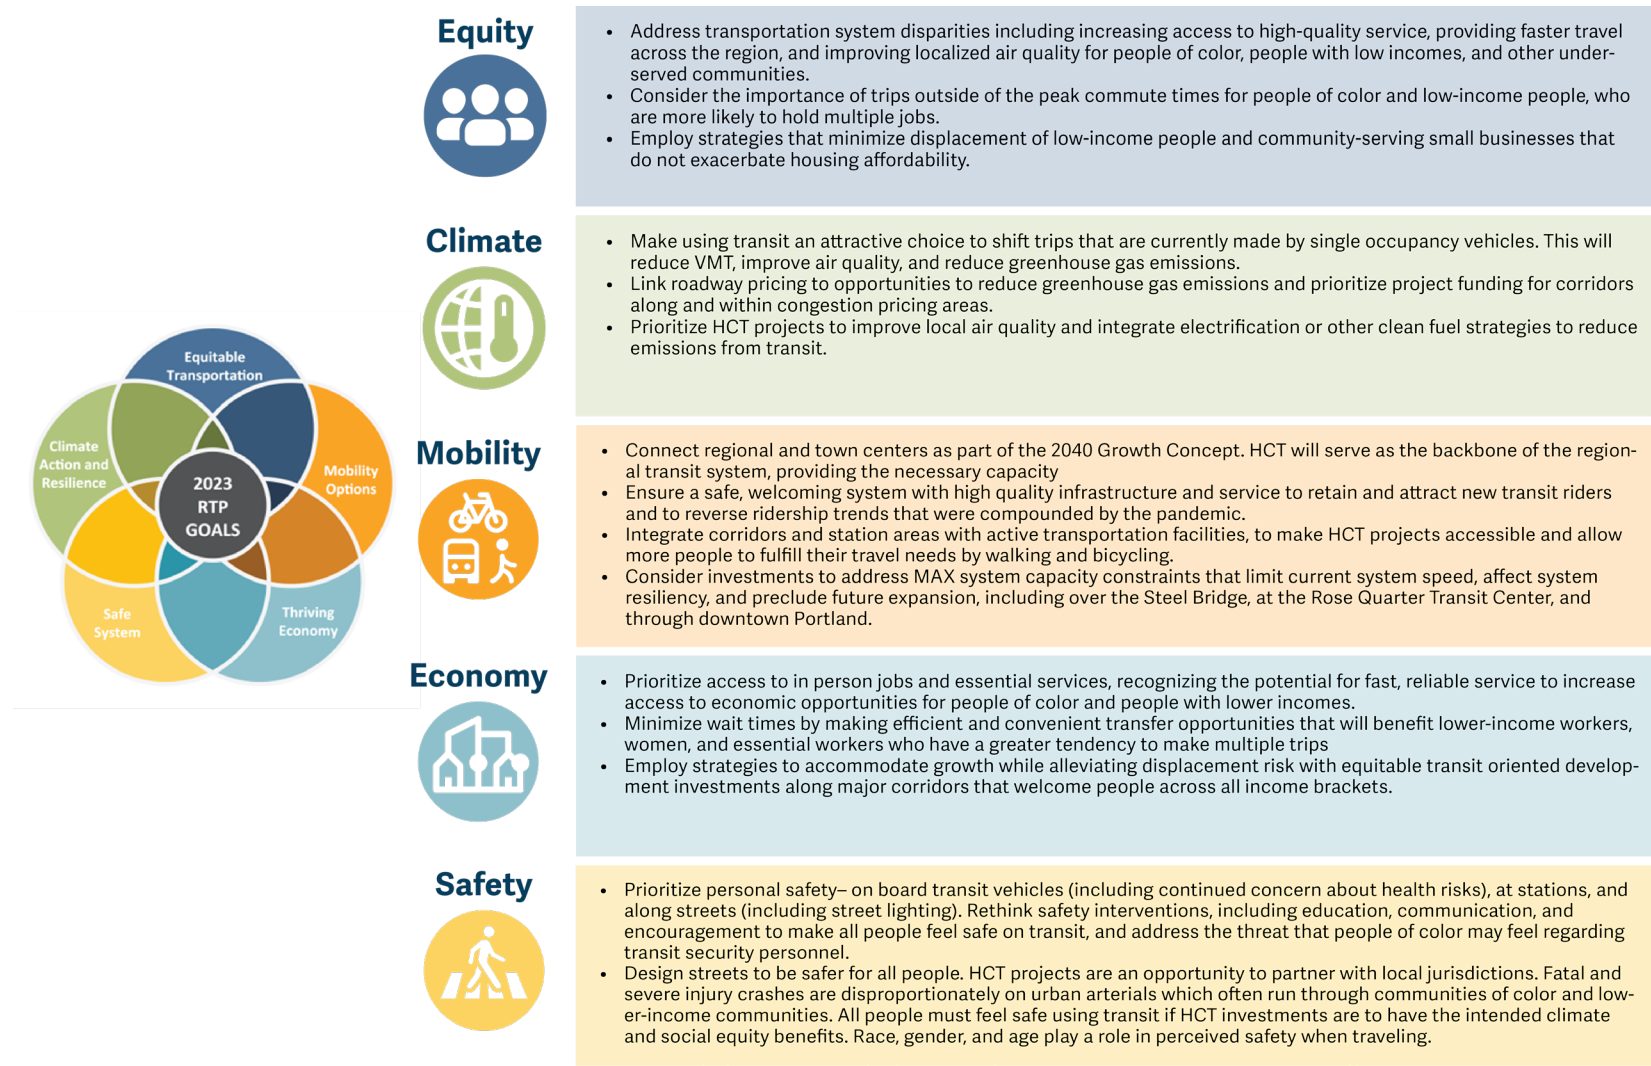 Equitable
Transportation
Climate
Action and
Resilience
Mobility
Options
2023
RTP
GOALS
Safe
System
Thriving
Economy
Equity
• Address transportation system disparities including increasing access to high-quality service, providing faster travel
across the region, and improving localized air quality for people of color, people with low incomes, and other under-
served communities.
• Consider the importance of trips outside of the peak commute times for people of color and low-income people, who
are more likely to hold multiple jobs.
• Employ strategies that minimize displacement of low-income people and community-serving small businesses that
do not exacerbate housing affordability.
Climate
• Make using transit an attractive choice to shift trips that are currently made by single occupancy vehicles. This will
reduce VMT, improve air quality, and reduce greenhouse gas emissions.
• Link roadway pricing to opportunities to reduce greenhouse gas emissions and prioritize project funding for corridors
along and within congestion pricing areas.
• Prioritize HCT projects to improve local air quality and integrate electrification or other clean fuel strategies to reduce
emissions from transit.
Mobility
• Connect regional and town centers as part of the 2040 Growth Concept. HCT will serve as the backbone of the region-
al transit system, providing the necessary capacity
• Ensure a safe, welcoming system with high quality infrastructure and service to retain and attract new transit riders
and to reverse ridership trends that were compounded by the pandemic.
• Integrate corridors and station areas with active transportation facilities, to make HCT projects accessible and allow
more people to fulfill their travel needs by walking and bicycling.
• Consider investments to address MAX system capacity constraints that limit current system speed, affect system
resiliency, and preclude future expansion, including over the Steel Bridge, at the Rose Quarter Transit Center, and
through downtown Portland.
Economy
• Prioritize access to in person jobs and essential services, recognizing the potential for fast, reliable service to increase
access to economic opportunities for people of color and people with lower incomes.
• Minimize wait times by making efficient and convenient transfer opportunities that will benefit lower-income workers,
women, and essential workers who have a greater tendency to make multiple trips
• Employ strategies to accommodate growth while alleviating displacement risk with equitable transit oriented develop-
ment investments along major corridors that welcome people across all income brackets.
Safety
• Prioritize personal safety– on board transit vehicles (including continued concern about health risks), at stations, and
along streets (including street lighting). Rethink safety interventions, including education, communication, and
encouragement to make all people feel safe on transit, and address the threat that people of color may feel regarding
transit security personnel.
• Design streets to be safer for all people. HCT projects are an opportunity to partner with local jurisdictions. Fatal and
severe injury crashes are disproportionately on urban arterials which often run through communities of color and low-
er-income communities. All people must feel safe using transit if HCT investments are to have the intended climate
and social equity benefits. Race, gender, and age play a role in perceived safety when traveling.